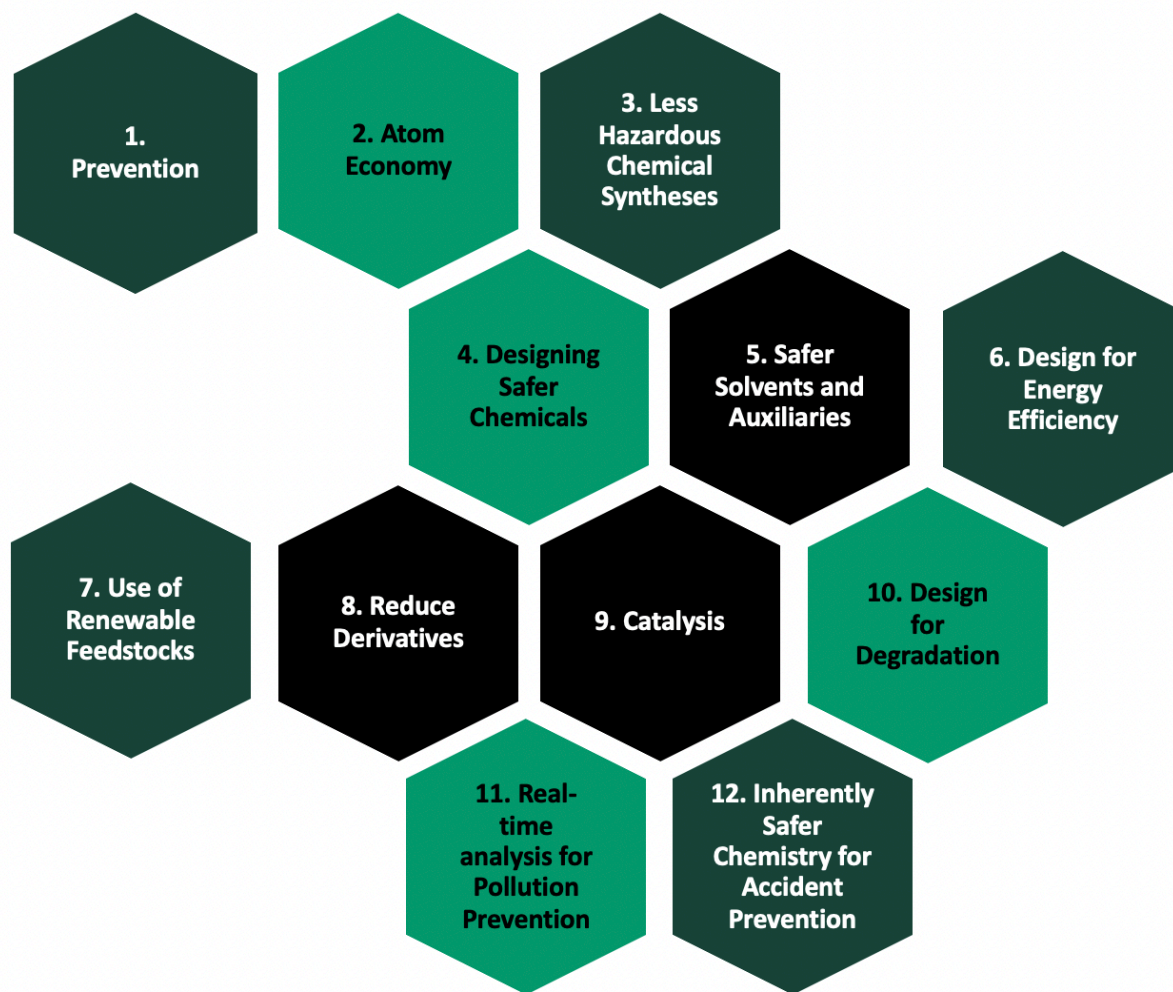 1.
Prevention
2. Atom
Economy
3. Less
Hazardous
Chemical
Syntheses
4. Designing
Safer
Chemicals
5. Safer
Solvents and
Auxiliaries
6. Design for
Energy
Efficiency
7. Use of
Renewable
Feedstocks
8. Reduce
Derivatives
9. Catalysis
10. Design
for
Degradation
11. Real-
time
analysis for
Pollution
Prevention
12. Inherently
Safer
Chemistry for
Accident
Prevention